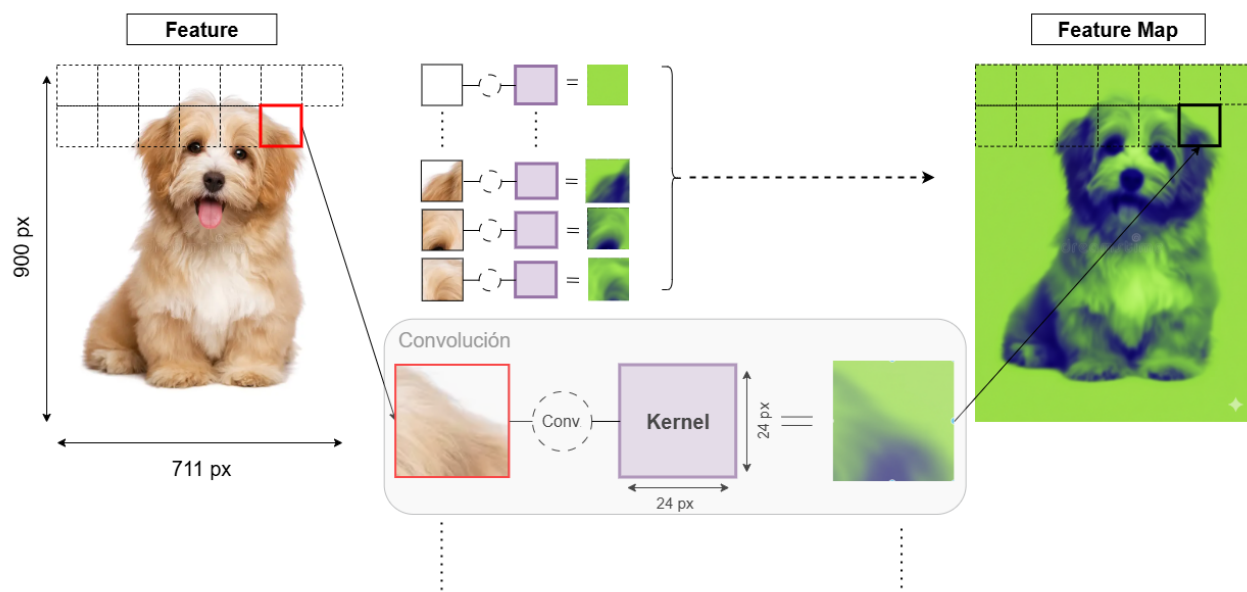 Feature
Feature Map
900 px
711 px
Convolución
Conv.
Kernel
24 px
24 px